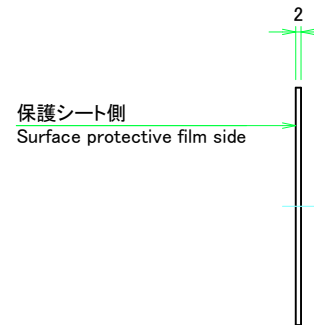 2
保護シート側
Surface protective film side